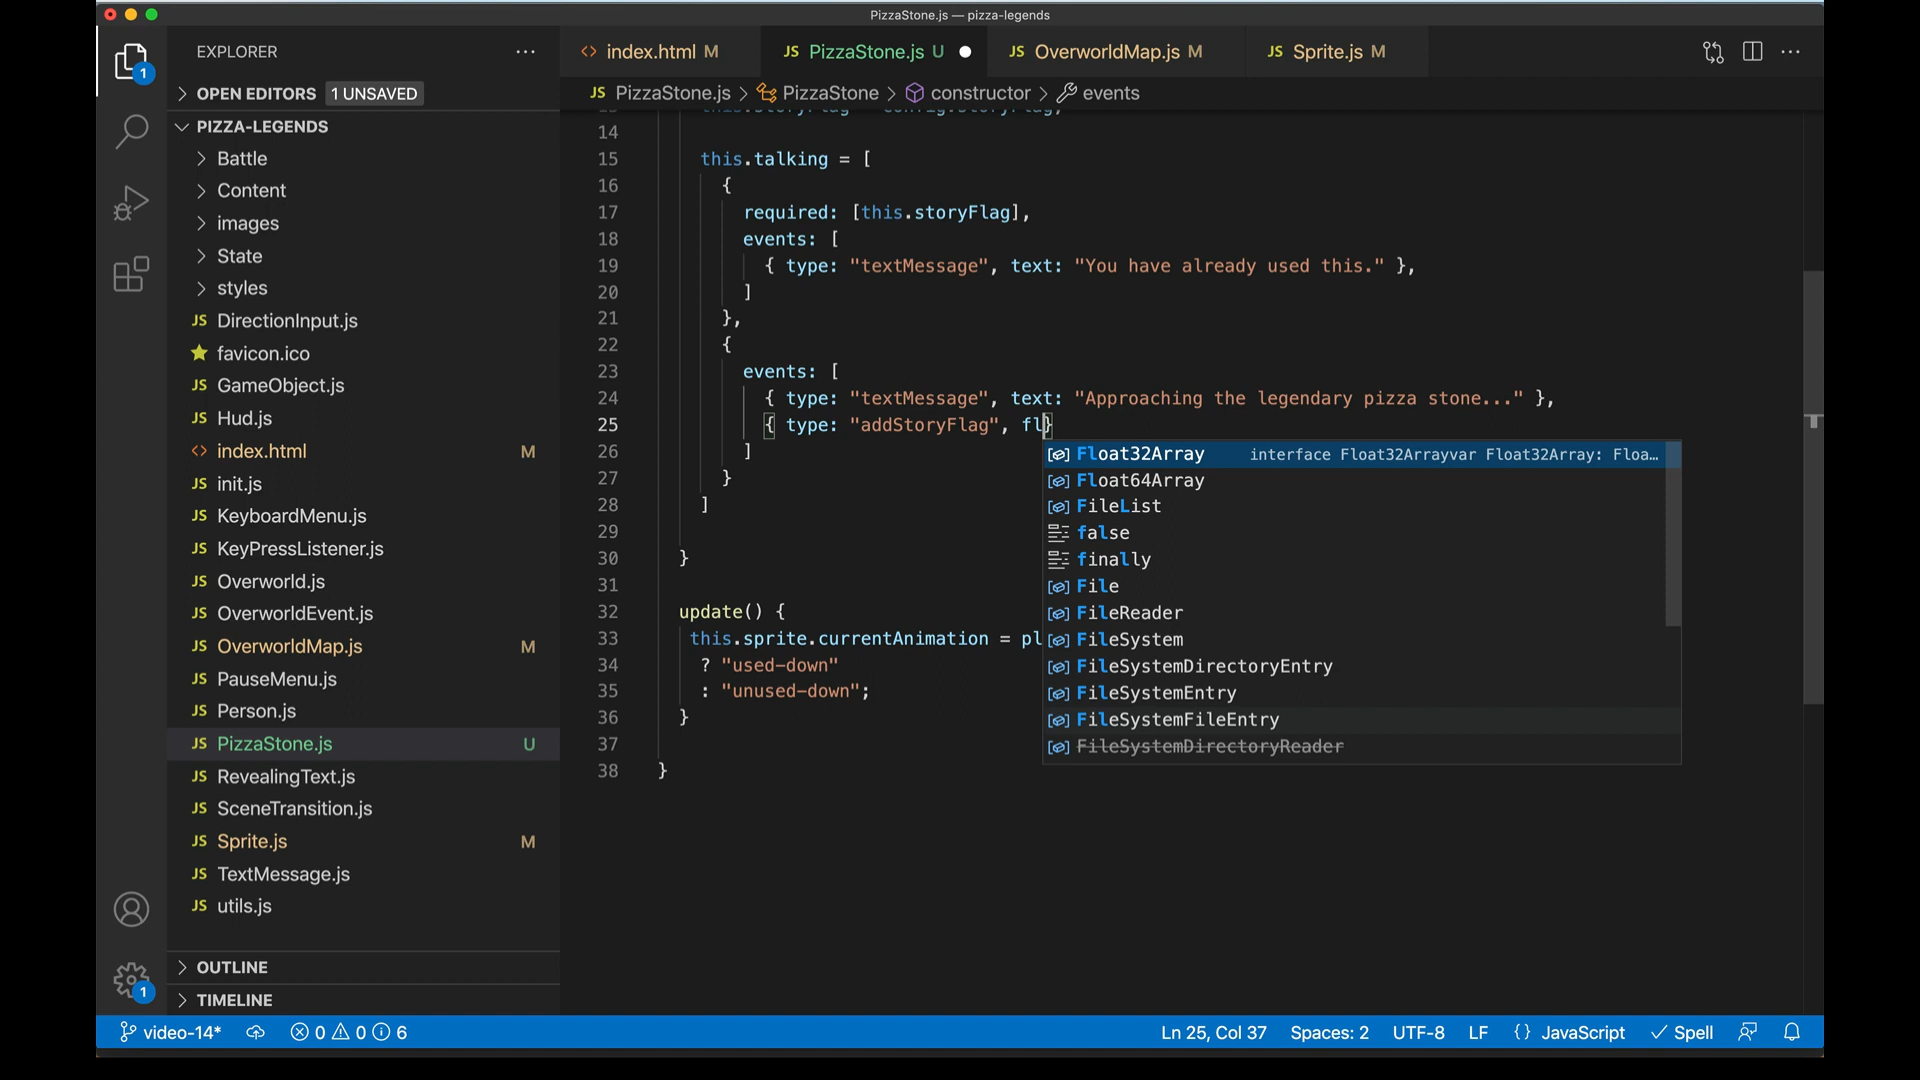 PizzaStone.js — pizza-legends
EXPLORER
index.html M
JS PizzaStone.js U
JS OverworldMap.js M
JS Sprite.js M
1
OPEN EDITORS 1 UNSAVED
JS PizzaStone.js > PizzaStone > constructor > events
PIZZA-LEGENDS
Battle
Content
images
State
styles
JS DirectionInput.js
favicon.ico
JS GameObject.js
JS Hud.js
<> index.html M
JS init.js
JS KeyboardMenu.js
JS KeyPressListener.js
JS Overworld.js
JS OverworldEvent.js
JS OverworldMap.js M
JS PauseMenu.js
JS Person.js
JS PizzaStone.js U
JS RevealingText.js
JS SceneTransition.js
JS Sprite.js M
JS TextMessage.js
JS utils.js
OUTLINE
TIMELINE
1
14
15 this.talking = [
16 {
17 required: [this.storyFlag],
18 events: [
19 { type: "textMessage", text: "You have already used this." },
20 ]
21 },
22 {
23 events: [
24 { type: "textMessage", text: "Approaching the legendary pizza stone..." },
25 { type: "addStoryFlag", fl}
26 ]
27 }
28 ]
29
30 }
31
32 update() {
33 this.sprite.currentAnimation = pl
34 ? "used-down"
35 : "unused-down";
36 }
37
38 }
Float32Array interface Float32Arrayvar Float32Array: Floa…
Float64Array
FileList
false
finally
File
FileReader
FileSystem
FileSystemDirectoryEntry
FileSystemEntry
FileSystemFileEntry
FileSystemDirectoryReader
video-14* 0 0 6 Ln 25, Col 37 Spaces: 2 UTF-8 LF {} JavaScript Spell